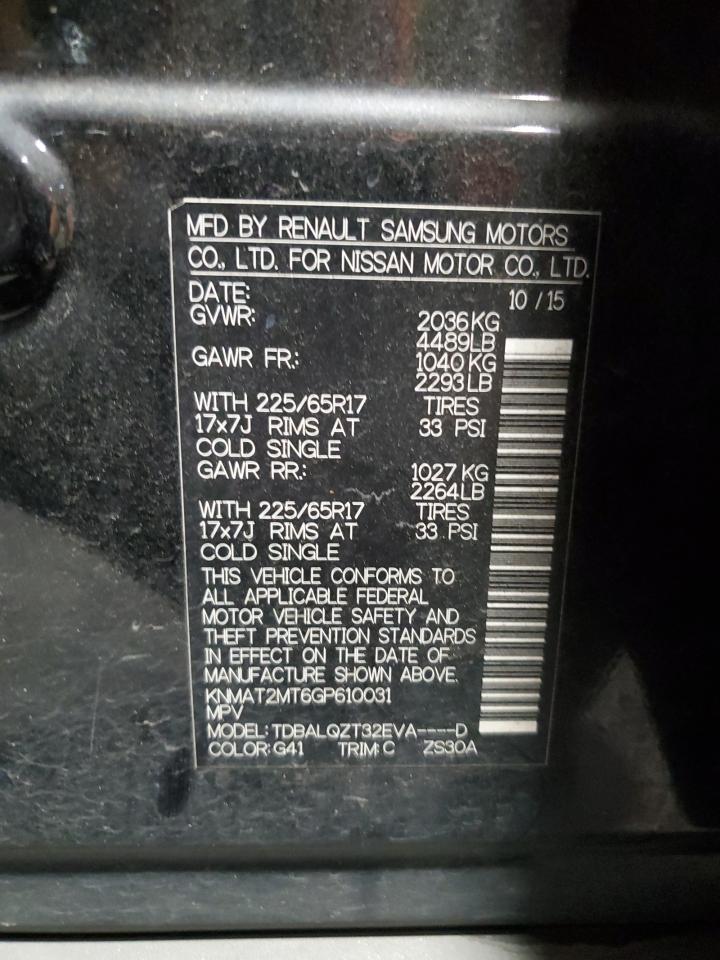 MFD BY RENAULT SAMSUNG MOTORS
CO., LTD. FOR NISSAN MOTOR CO., LTD.
DATE: 10 / 15
GVWR: 2036 KG
4489LB
GAWR FR: 1040 KG
2293 LB
WITH 225/65R17 TIRES
17x7J RIMS AT 33 PSI
COLD SINGLE
GAWR RR: 1027 KG
2264LB
WITH 225/65R17 TIRES
17x7J RIMS AT 33 PSI
COLD SINGLE
THIS VEHICLE CONFORMS TO
ALL APPLICABLE FEDERAL
MOTOR VEHICLE SAFETY AND
THEFT PREVENTION STANDARDS
IN EFFECT ON THE DATE OF
MANUFACTURE SHOWN ABOVE.
KNMAT2MT6GP610031
MPV
MODEL: TDBALQZT32EVA----D
COLOR: G41 TRIM: C ZS30A